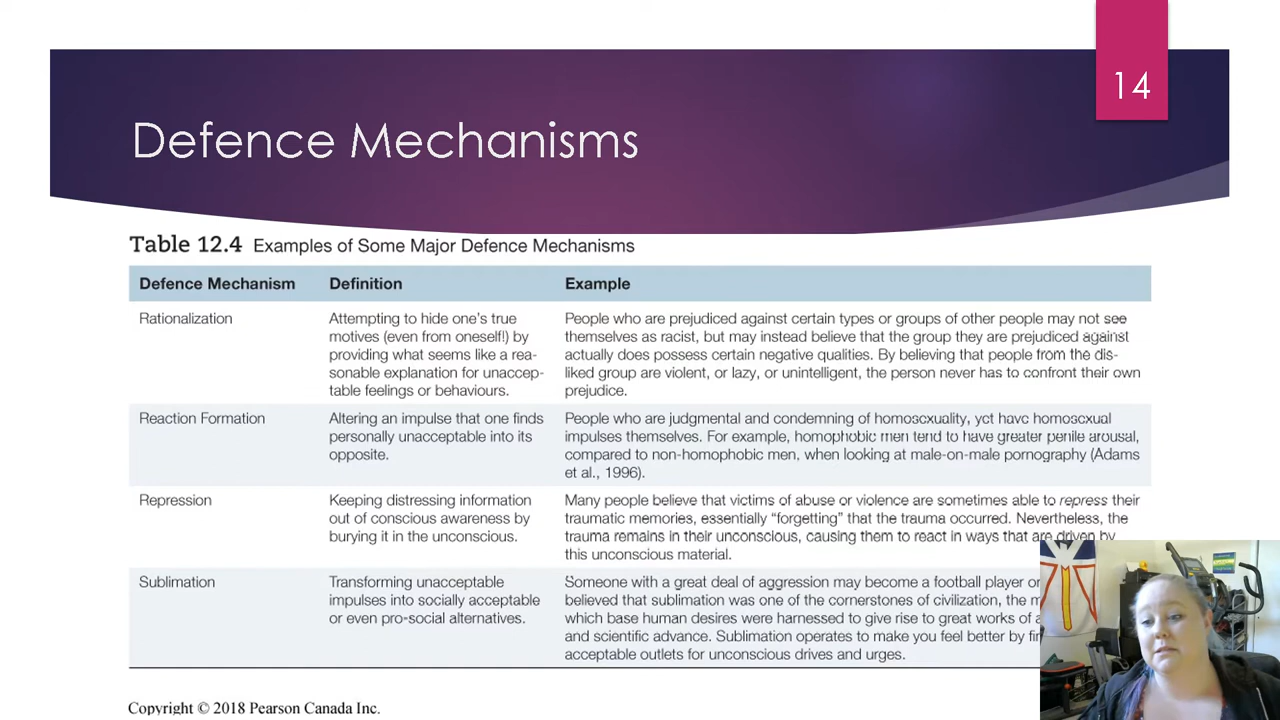 14
Defence Mechanisms
Table 12.4 Examples of Some Major Defence Mechanisms
Defence Mechanism Definition Example
Rationalization Attempting to hide one's true People who are prejudiced against certain types or groups of other people may not see
motives (even from oneself!) by themselves as racist, but may instead believe that the group they are prejudiced against
providing what seems like a rea- actually does possess certain negative qualities. By believing that people from the dis-
sonable explanation for unaccep- liked group are violent, or lazy, or unintelligent, the person never has to confront their own
table feelings or behaviours. prejudice.
Reaction Formation Altering an impulse that one finds People who are judgmental and condemning of homosexuality, yet have homosexual
personally unacceptable into its impulses themselves. For example, homophobic men tend to have greater penile arousal,
opposite. compared to non-homophobic men, when looking at male-on-male pornography (Adams
et al., 1996).
Repression Keeping distressing information Many people believe that victims of abuse or violence are sometimes able to repress their
out of conscious awareness by traumatic memories, essentially “forgetting” that the trauma occurred. Nevertheless, the
burying it in the unconscious. trauma remains in their unconscious, causing them to react in ways that are driven by
this unconscious material.
Sublimation Transforming unacceptable Someone with a great deal of aggression may become a football player or
impulses into socially acceptable believed that sublimation was one of the cornerstones of civilization, the
or even pro-social alternatives. which base human desires were harnessed to give rise to great works of
and scientific advance. Sublimation operates to make you feel better by
acceptable outlets for unconscious drives and urges.
Copyright © 2018 Pearson Canada Inc.